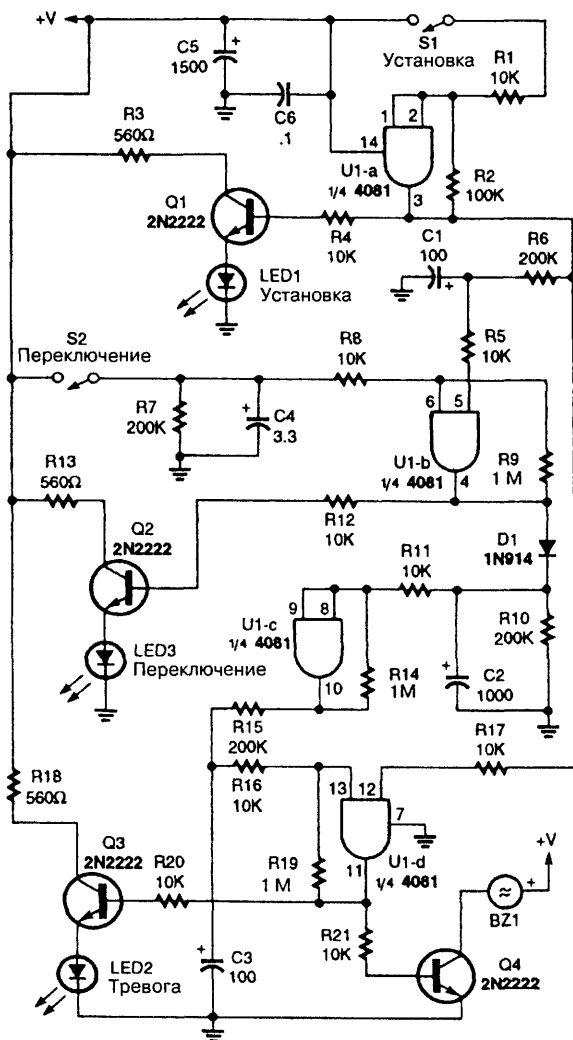 +V
S1
Установка
C5
1500
+
C6
.1
R1
10K
1
2
14
U1-a
1/4 4081
3
R2
100K
R3
560Ω
Q1
2N2222
R4
10K
LED1
Установка
C1
100
+
R6
200K
R5
10K
S2
Переключение
R8
10K
R7
200K
+
C4
3.3
6
5
U1-b
1/4 4081
4
R9
1 M
R13
560Ω
Q2
2N2222
R12
10K
D1
1N914
R11
10K
9
8
U1-c
1/4 4081
10
R10
200K
LED3
Переключение
R14
1M
+
C2
1000
R15
200K
R17
10K
R18
560Ω
R16
10K
13
12
7
U1-d
1/4 4081
11
Q3
2N2222
R20
10K
R19
1 M
+V
+
BZ1
R21
10K
Q4
2N2222
+
C3
100
LED2
Тревога